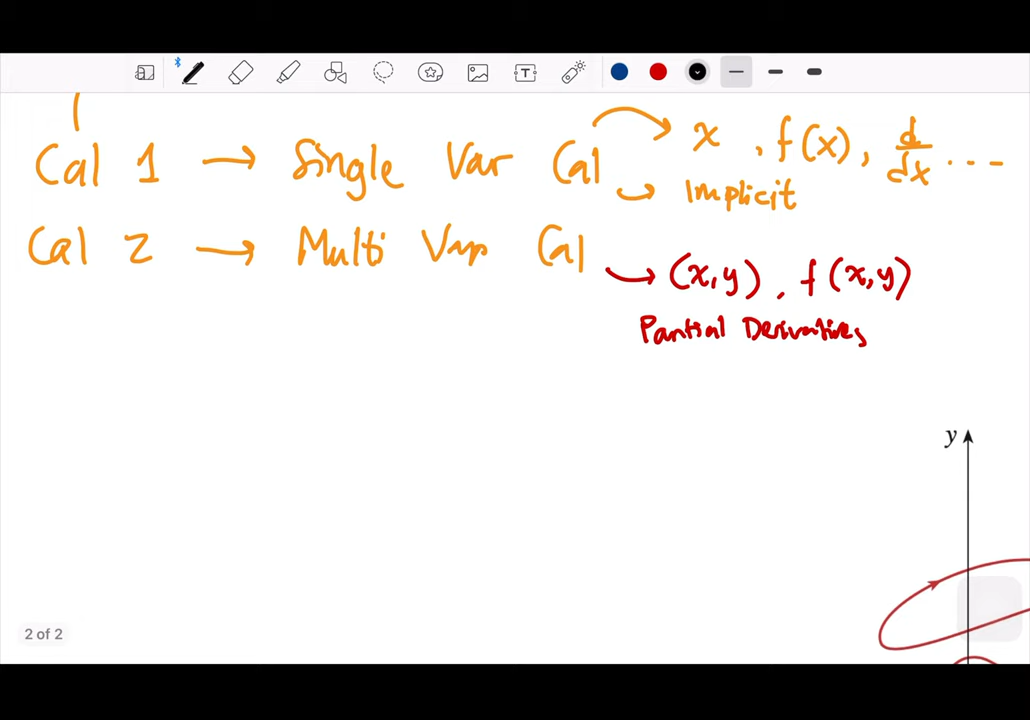 Cal 1 → Single Var Cal → x , f(x), d/dx ...
→ Implicit
Cal 2 → Multi Var Cal
→ (x,y) , f(x,y)
Partial Derivatives
y
2 of 2